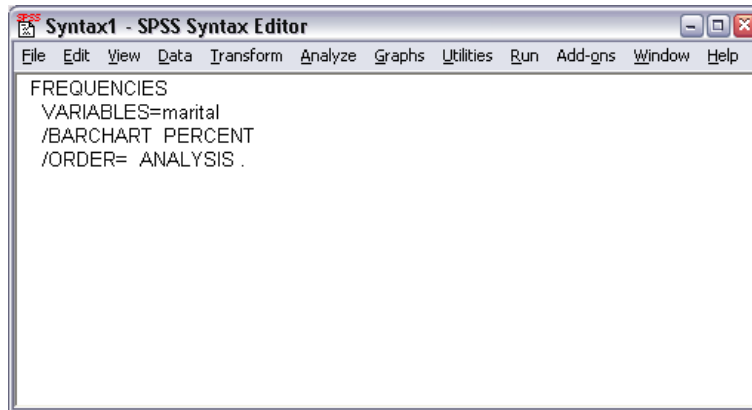 SPSS
Syntax1 - SPSS Syntax Editor
File Edit View Data Transform Analyze Graphs Utilities Run Add-ons Window Help
FREQUENCIES
VARIABLES=marital
/BARCHART PERCENT
/ORDER= ANALYSIS .